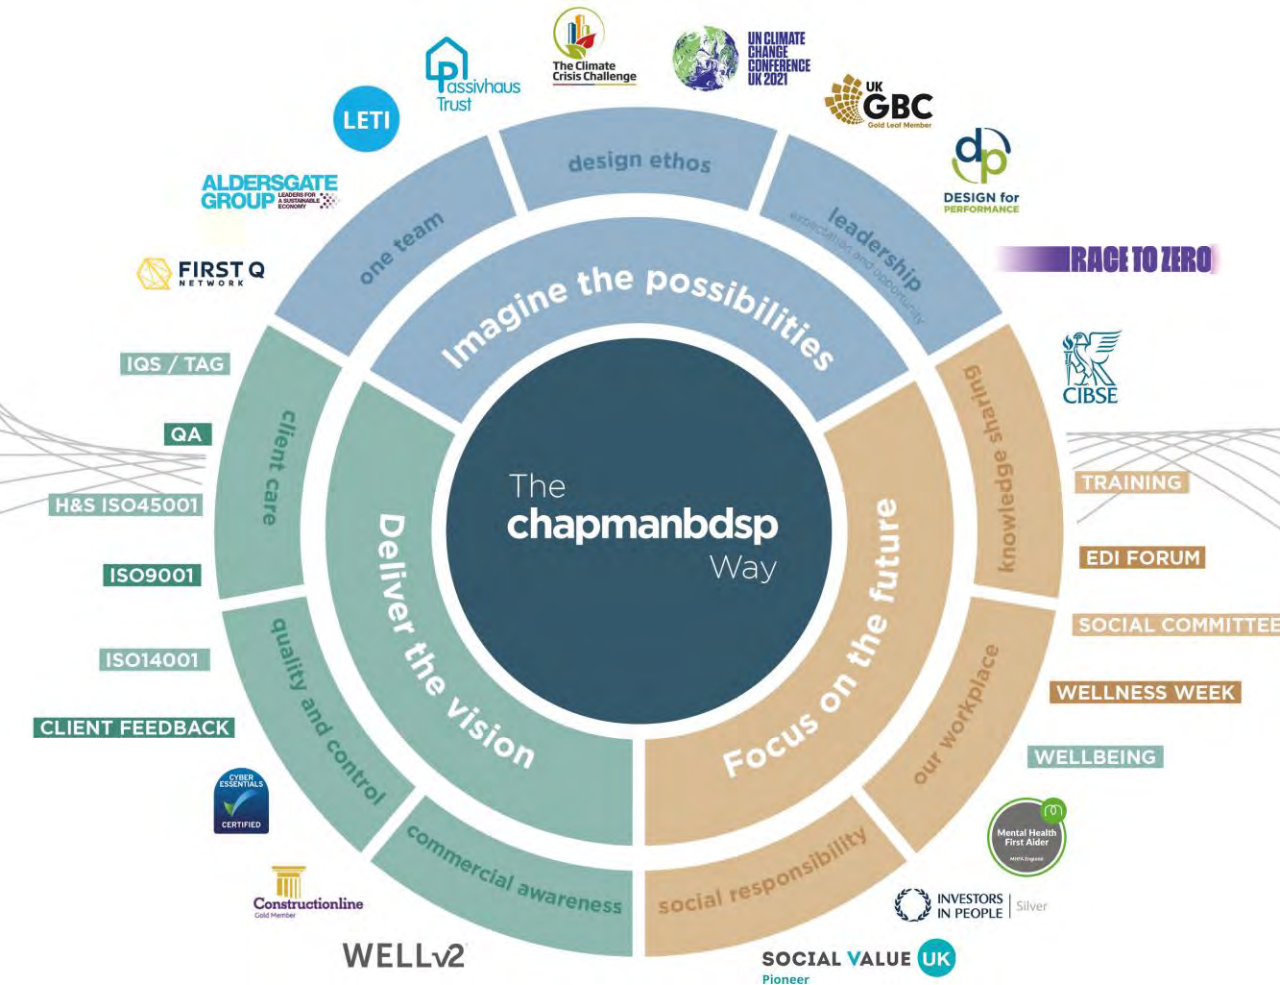 The
chapmanbdsp
Way
Imagine the possibilities
one team
design ethos
leadership
expectation and opportunity
Focus on the future
knowledge sharing
our workplace
social responsibility
Deliver the vision
client care
quality and control
commercial awareness
FIRST Q
NETWORK
ALDERSGATE
GROUP
LEADERS FOR
A SUSTAINABLE
ECONOMY
LETI
Passivhaus
Trust
The Climate
Crisis Challenge
UN CLIMATE
CHANGE
CONFERENCE
UK 2021
UK
GBC
Gold Leaf Member
dp
DESIGN for
PERFORMANCE
RACE TO ZERO
CIBSE
TRAINING
EDI FORUM
SOCIAL COMMITTEE
WELLNESS WEEK
WELLBEING
Mental Health
First Aider
MHFA England
INVESTORS
IN PEOPLE
Silver
SOCIAL VALUE UK
Pioneer
IQS / TAG
QA
H&S ISO45001
ISO9001
ISO14001
CLIENT FEEDBACK
CYBER
ESSENTIALS
CERTIFIED
Constructionline
Gold Member
WELLv2